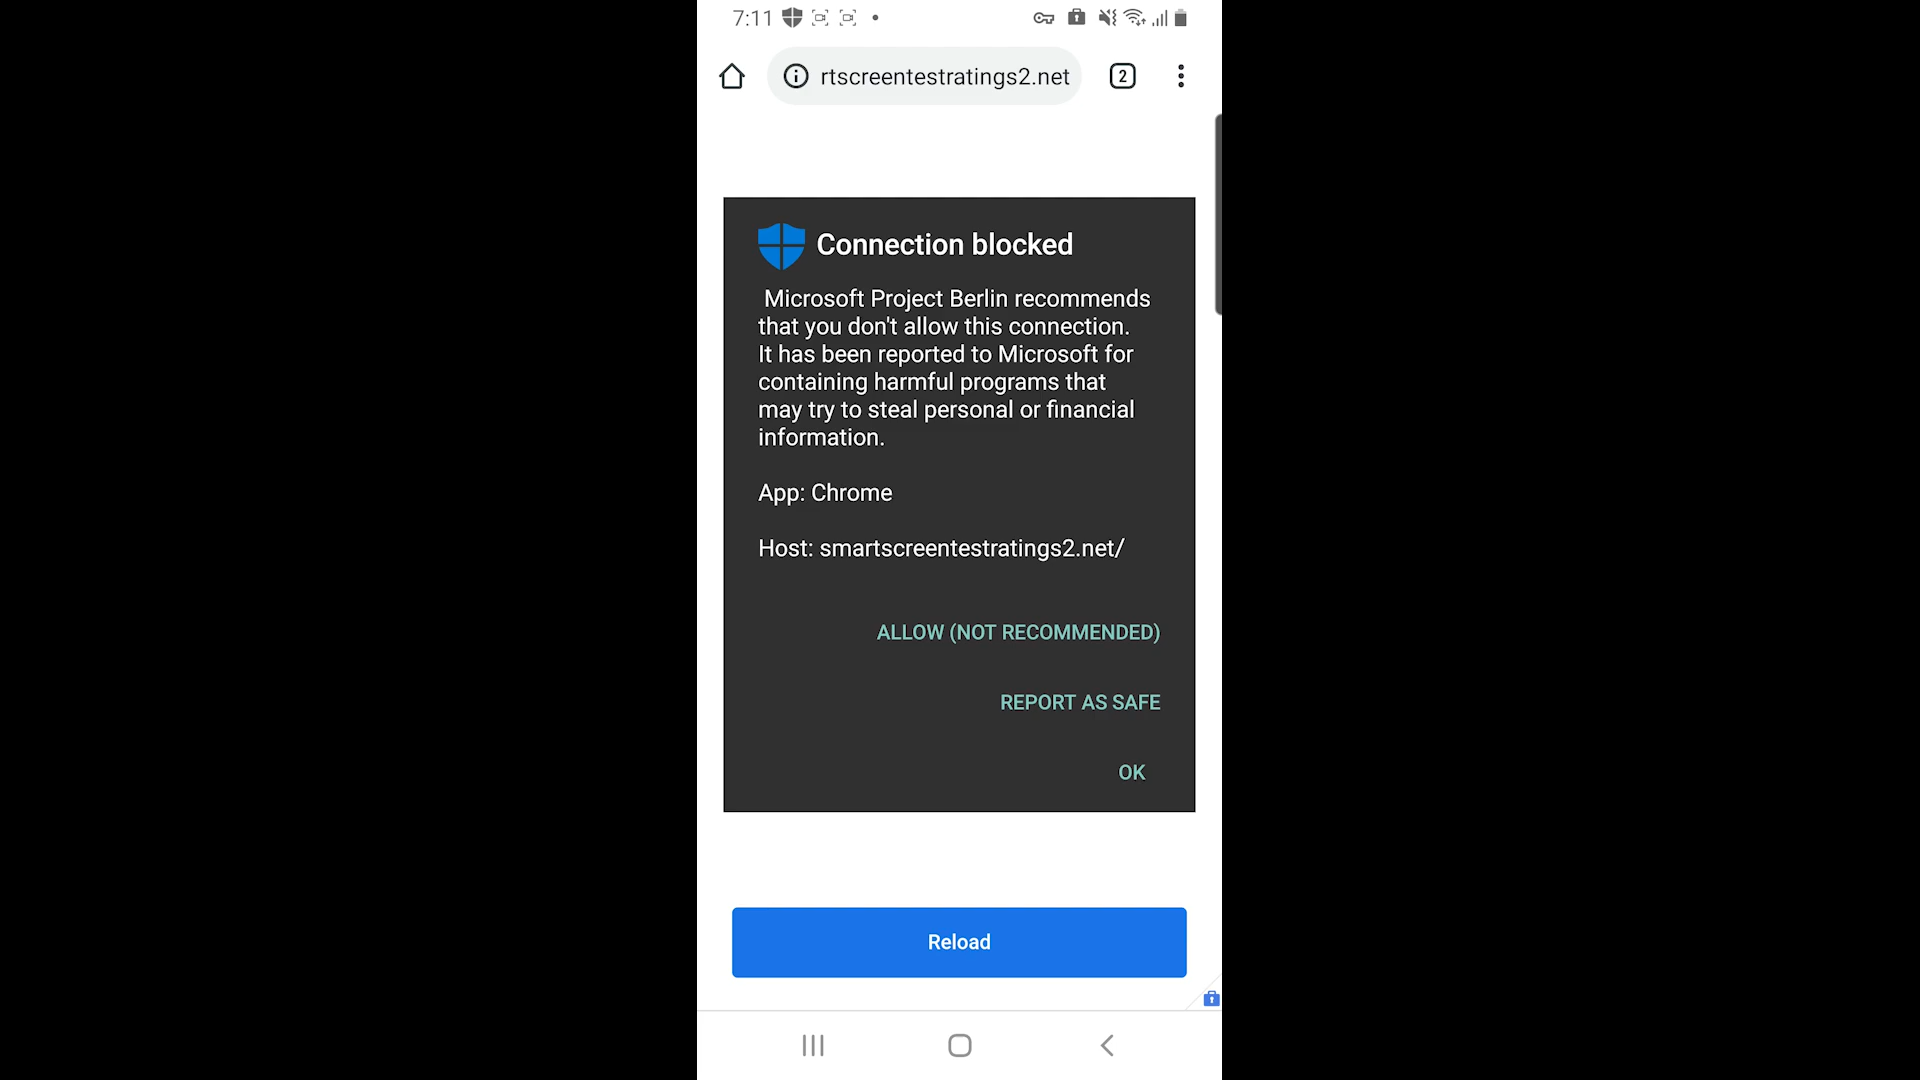 7:11
rtscreentestratings2.net
2
Connection blocked
Microsoft Project Berlin recommends
that you don't allow this connection.
It has been reported to Microsoft for
containing harmful programs that
may try to steal personal or financial
information.
App: Chrome
Host: smartscreentestratings2.net/
ALLOW (NOT RECOMMENDED)
REPORT AS SAFE
OK
Reload